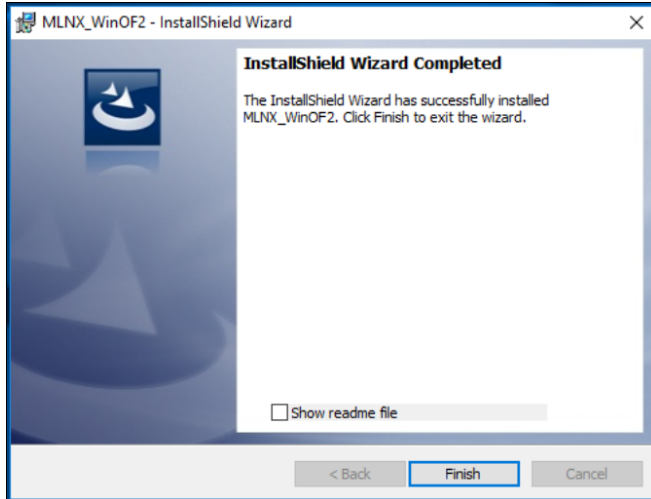 MLNX_WinOF2 - InstallShield Wizard
InstallShield Wizard Completed
The InstallShield Wizard has successfully installed
MLNX_WinOF2. Click Finish to exit the wizard.
Show readme file
< Back
Finish
Cancel